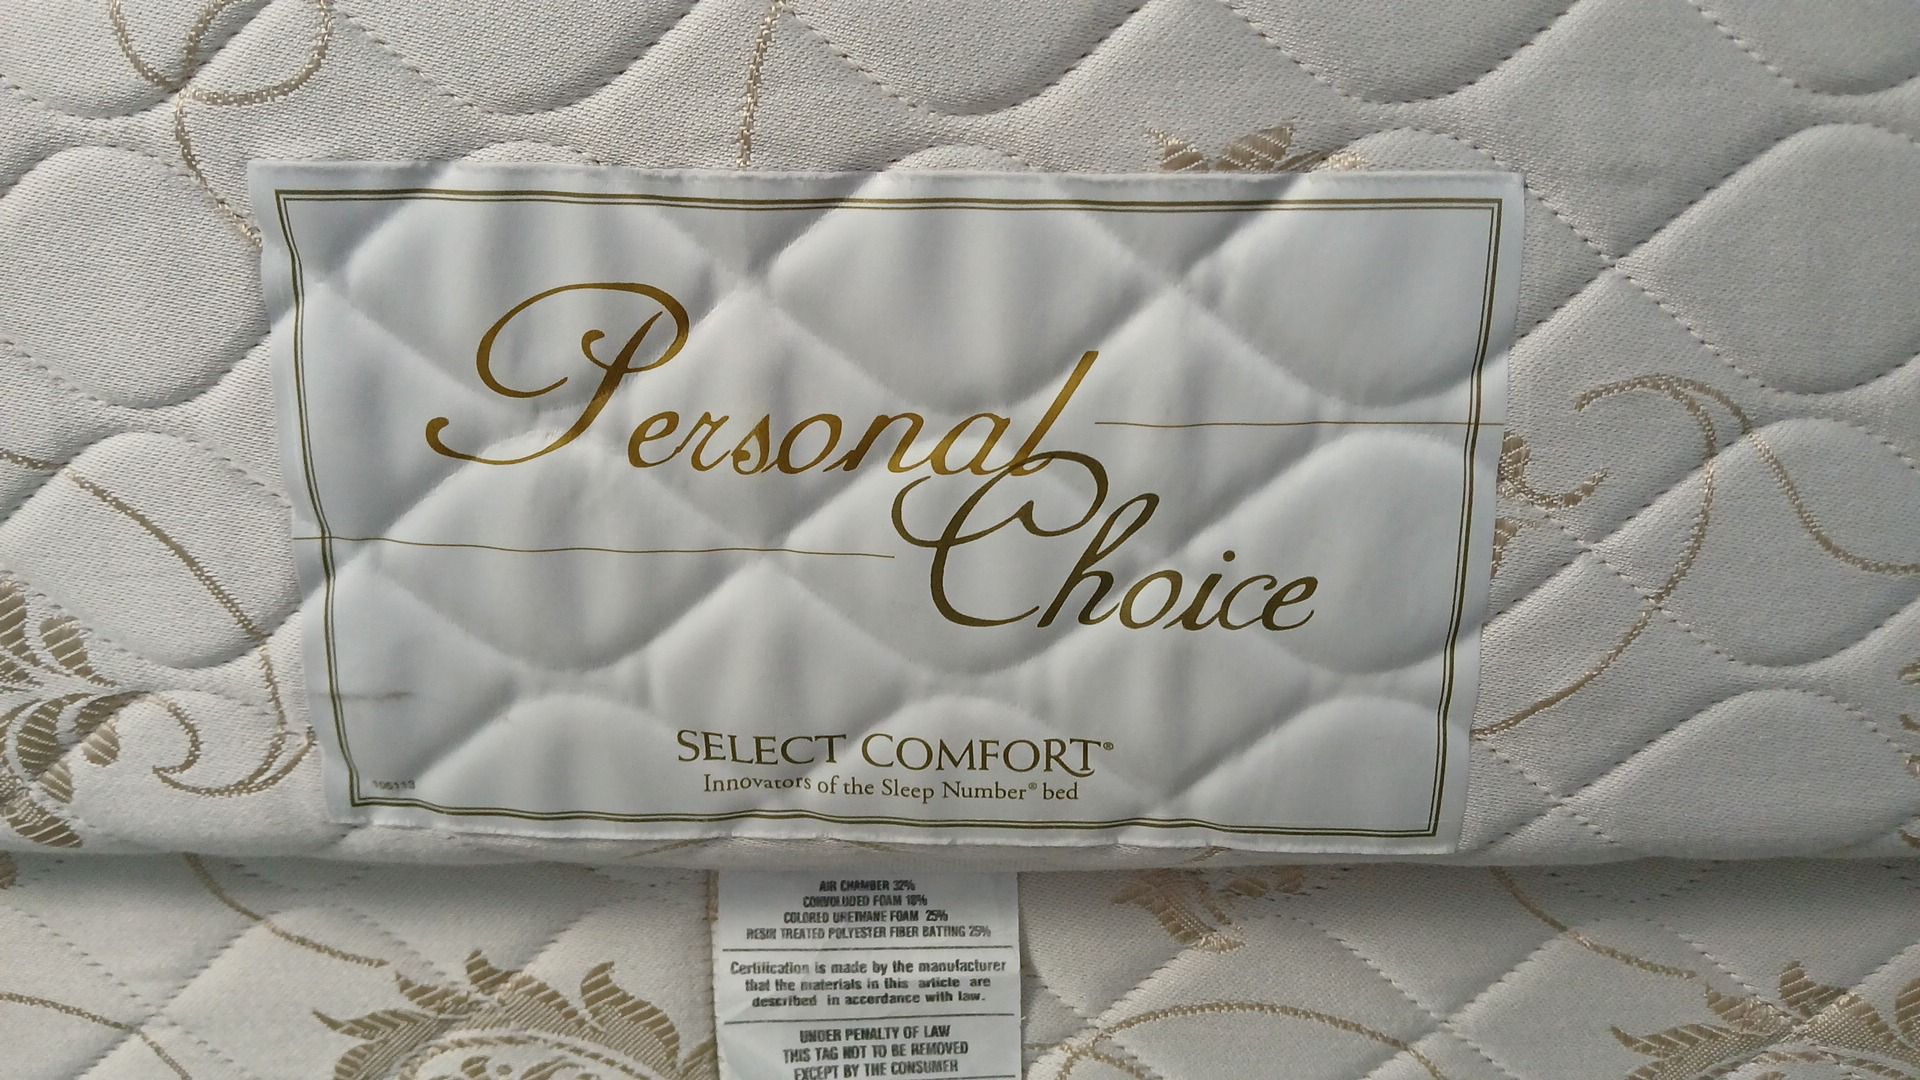 Personal
Choice
SELECT COMFORT®
Innovators of the Sleep Number® bed
106113
AIR CHAMBER 32%
CONVOLUDED FOAM 18%
COLORED URETHANE FOAM 25%
RESIN TREATED POLYESTER FIBER BATTING 25%
Certification is made by the manufacturer
that the materials in this article are
described in accordance with law.
UNDER PENALTY OF LAW
THIS TAG NOT TO BE REMOVED
EXCEPT BY THE CONSUMER